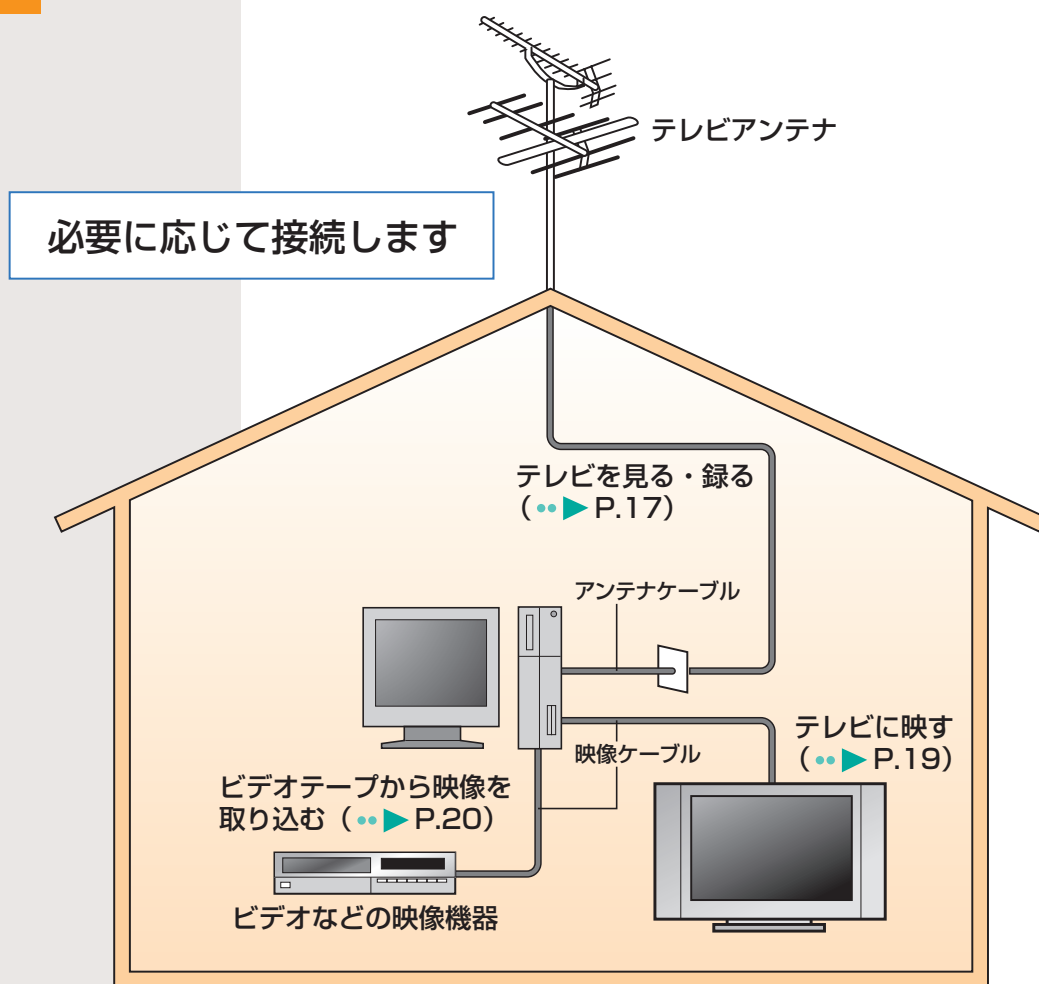 テレビアンテナ
必要に応じて接続します
テレビを見る・録る
（ ••▶ P.17）
アンテナケーブル
テレビに映す
（ ••▶ P.19）
映像ケーブル
ビデオテープから映像を
取り込む（ ••▶ P.20）
ビデオなどの映像機器